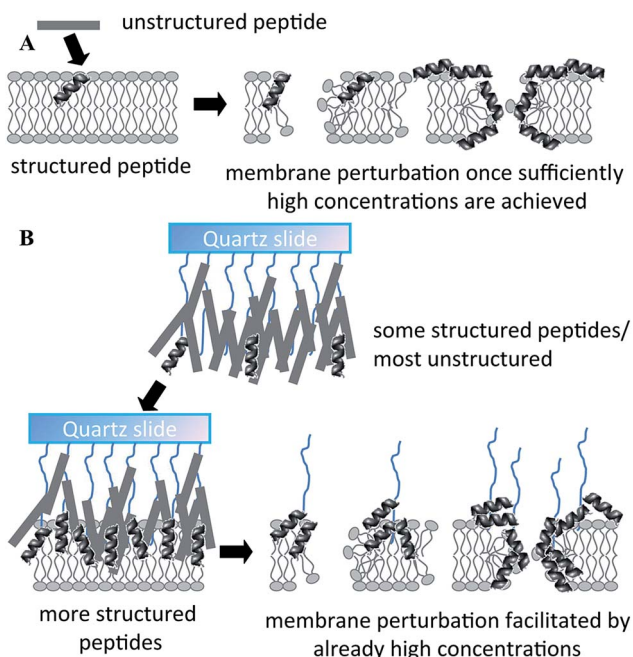 unstructured peptide
A
structured peptide
membrane perturbation once sufficiently
high concentrations are achieved
B
Quartz slide
some structured peptides/
most unstructured
Quartz slide
more structured
peptides
membrane perturbation facilitated by
already high concentrations